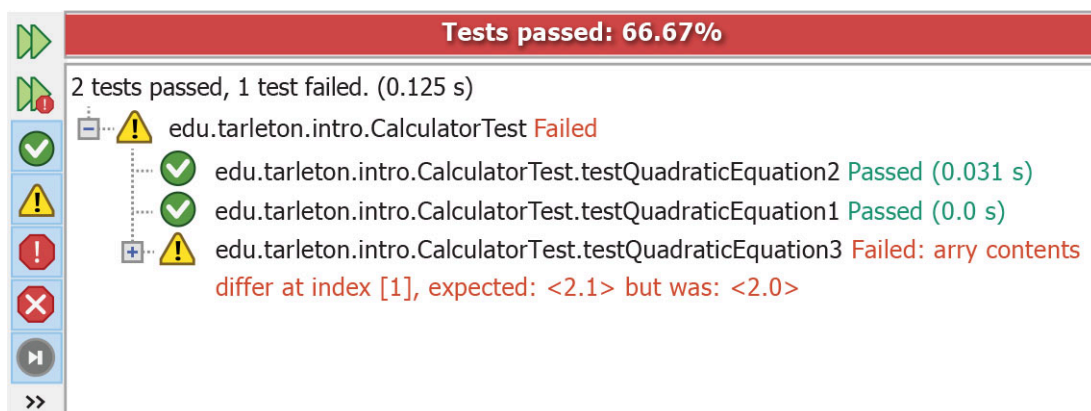 Tests passed: 66.67%
2 tests passed, 1 test failed. (0.125 s)
edu.tarleton.intro.CalculatorTest Failed
edu.tarleton.intro.CalculatorTest.testQuadraticEquation2 Passed (0.031 s)
edu.tarleton.intro.CalculatorTest.testQuadraticEquation1 Passed (0.0 s)
edu.tarleton.intro.CalculatorTest.testQuadraticEquation3 Failed: arry contents
differ at index [1], expected: <2.1> but was: <2.0>